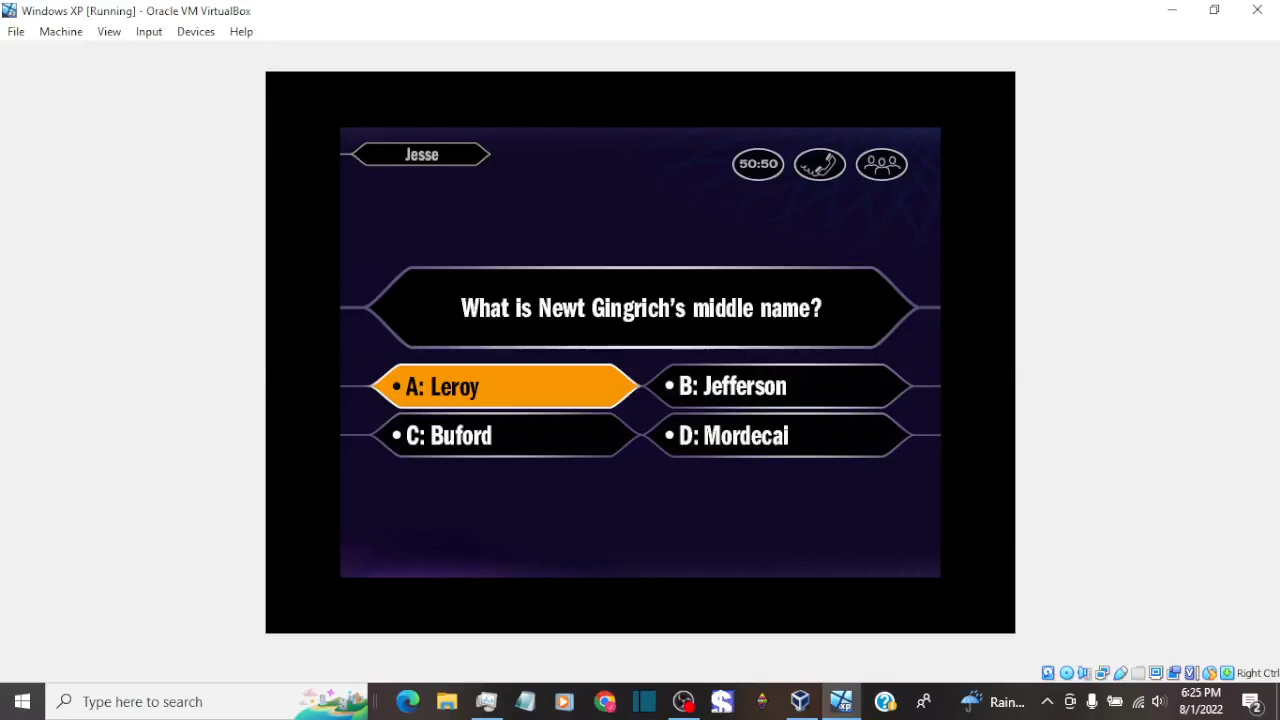 Windows XP [Running] - Oracle VM VirtualBox
File Machine View Input Devices Help
Jesse
50:50
What is Newt Gingrich's middle name?
• A: Leroy
• B: Jefferson
• C: Buford
• D: Mordecai
Right Ctrl
Type here to search
XP
Rain...
6:25 PM
8/1/2022
2